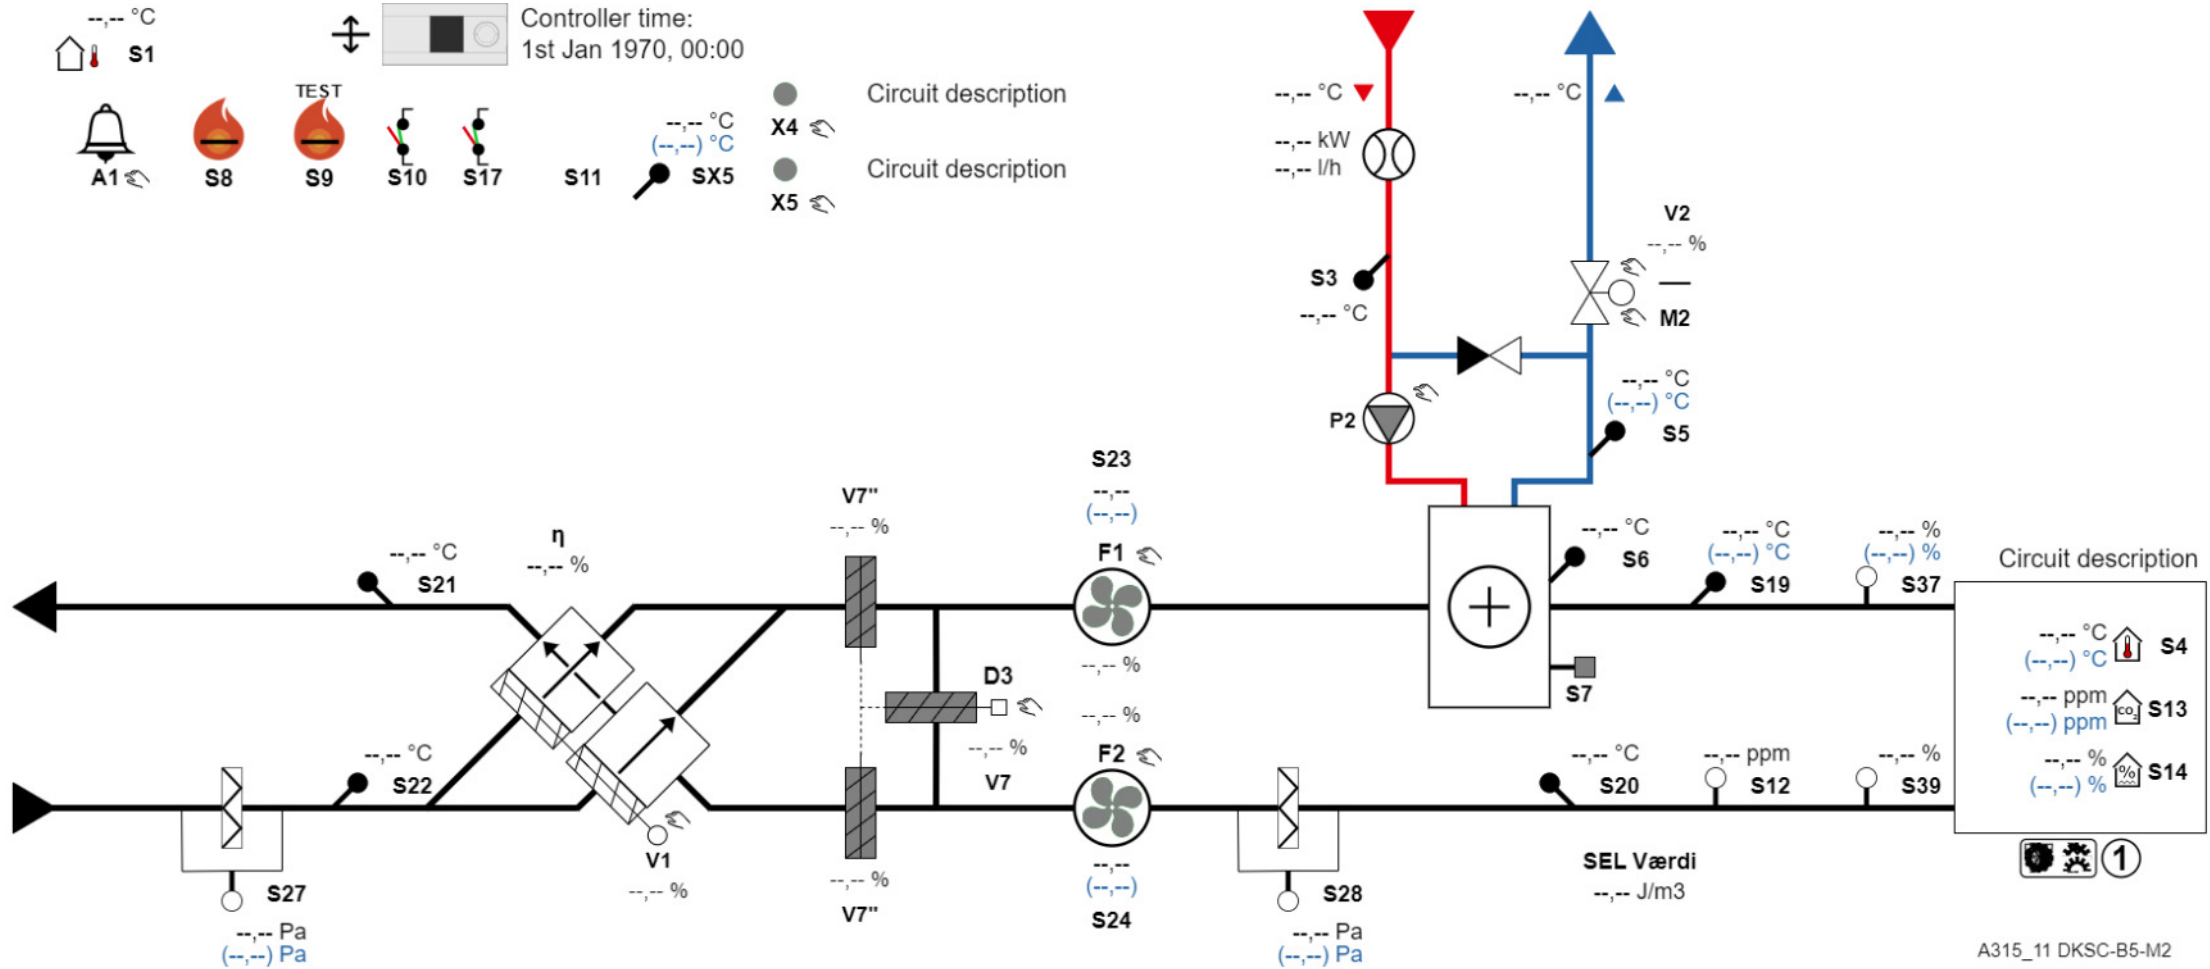 --,-- °C
S1
Controller time:
1st Jan 1970, 00:00
A1
S8
TEST
S9
S10
S17
S11
--,-- °C
(--,--) °C
SX5
X4
Circuit description
X5
Circuit description
--,-- °C
--,-- kW
--,-- l/h
S3
--,-- °C
P2
--,-- °C
V2
--,-- %
M2
--,-- °C
(--,--) °C
S5
--,-- °C
S21
η
--,-- %
V7"
--,-- %
S23
--,--
(--,--)
F1
--,-- %
--,-- °C
S6
--,-- °C
(--,--) °C
S19
--,-- %
(--,--) %
S37
Circuit description
--,-- °C
(--,--) °C
S4
--,-- ppm
(--,--) ppm
CO2
S13
--,-- %
(--,--) %
%
S14
S7
D3
--,-- %
V7
--,-- %
F2
--,--
(--,--)
S24
--,-- °C
S22
S27
--,-- Pa
(--,--) Pa
V1
--,-- %
--,-- %
V7"
S28
--,-- Pa
(--,--) Pa
--,-- °C
S20
--,-- ppm
S12
--,-- %
S39
SEL Værdi
--,-- J/m3
1
A315_11 DKSC-B5-M2